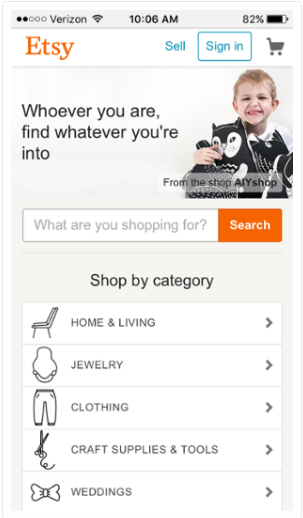 Verizon 10:06 AM 82%
Etsy Sell Sign in
Whoever you are,
find whatever you're
into
From the shop AIYshop
What are you shopping for? Search
Shop by category
HOME & LIVING
JEWELRY
CLOTHING
CRAFT SUPPLIES & TOOLS
WEDDINGS